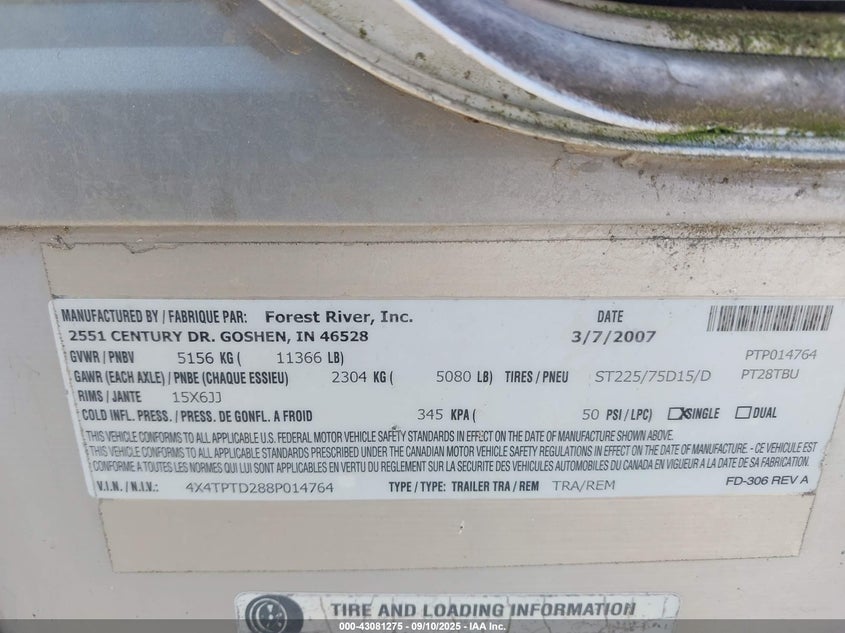 MANUFACTURED BY / FABRIQUE PAR: Forest River, Inc. DATE
2551 CENTURY DR. GOSHEN, IN 46528 3/7/2007
GVWR / PNBV 5156 KG ( 11366 LB) PTP014764
GAWR (EACH AXLE) / PNBE (CHAQUE ESSIEU) 2304 KG ( 5080 LB) TIRES / PNEU ST225/75D15/D PT28TBU
RIMS / JANTE 15X6JJ
COLD INFL. PRESS. / PRESS. DE GONFL. A FROID 345 KPA ( 50 PSI / LPC) SINGLE DUAL
THIS VEHICLE CONFORMS TO ALL APPLICABLE U.S. FEDERAL MOTOR VEHICLE SAFETY STANDARDS IN EFFECT ON THE DATE OF MANUFACTURE SHOWN ABOVE.
THIS VEHICLE CONFORMS TO ALL APPLICABLE STANDARDS PRESCRIBED UNDER THE CANADIAN MOTOR VEHICLE SAFETY REGULATIONS IN EFFECT ON THE DATE OF MANUFACTURE. - CE VEHICULE EST
CONFORME A TOUTES LES NORMES QUI LUI SONT APPLICABLES EN VERTU DU REGLEMENT SUR LA SECURITE DES VEHICULES AUTOMOBILES DU CANADA EN VIGUEUR A LA DATE DE SA FABRICATION.
V.I.N. / N.I.V.: 4X4TPTD288P014764 TYPE / TYPE: TRAILER TRA / REM TRA/REM FD-306 REV A
TIRE AND LOADING INFORMATION
000-43081275 - 09/10/2025 - IAA Inc.